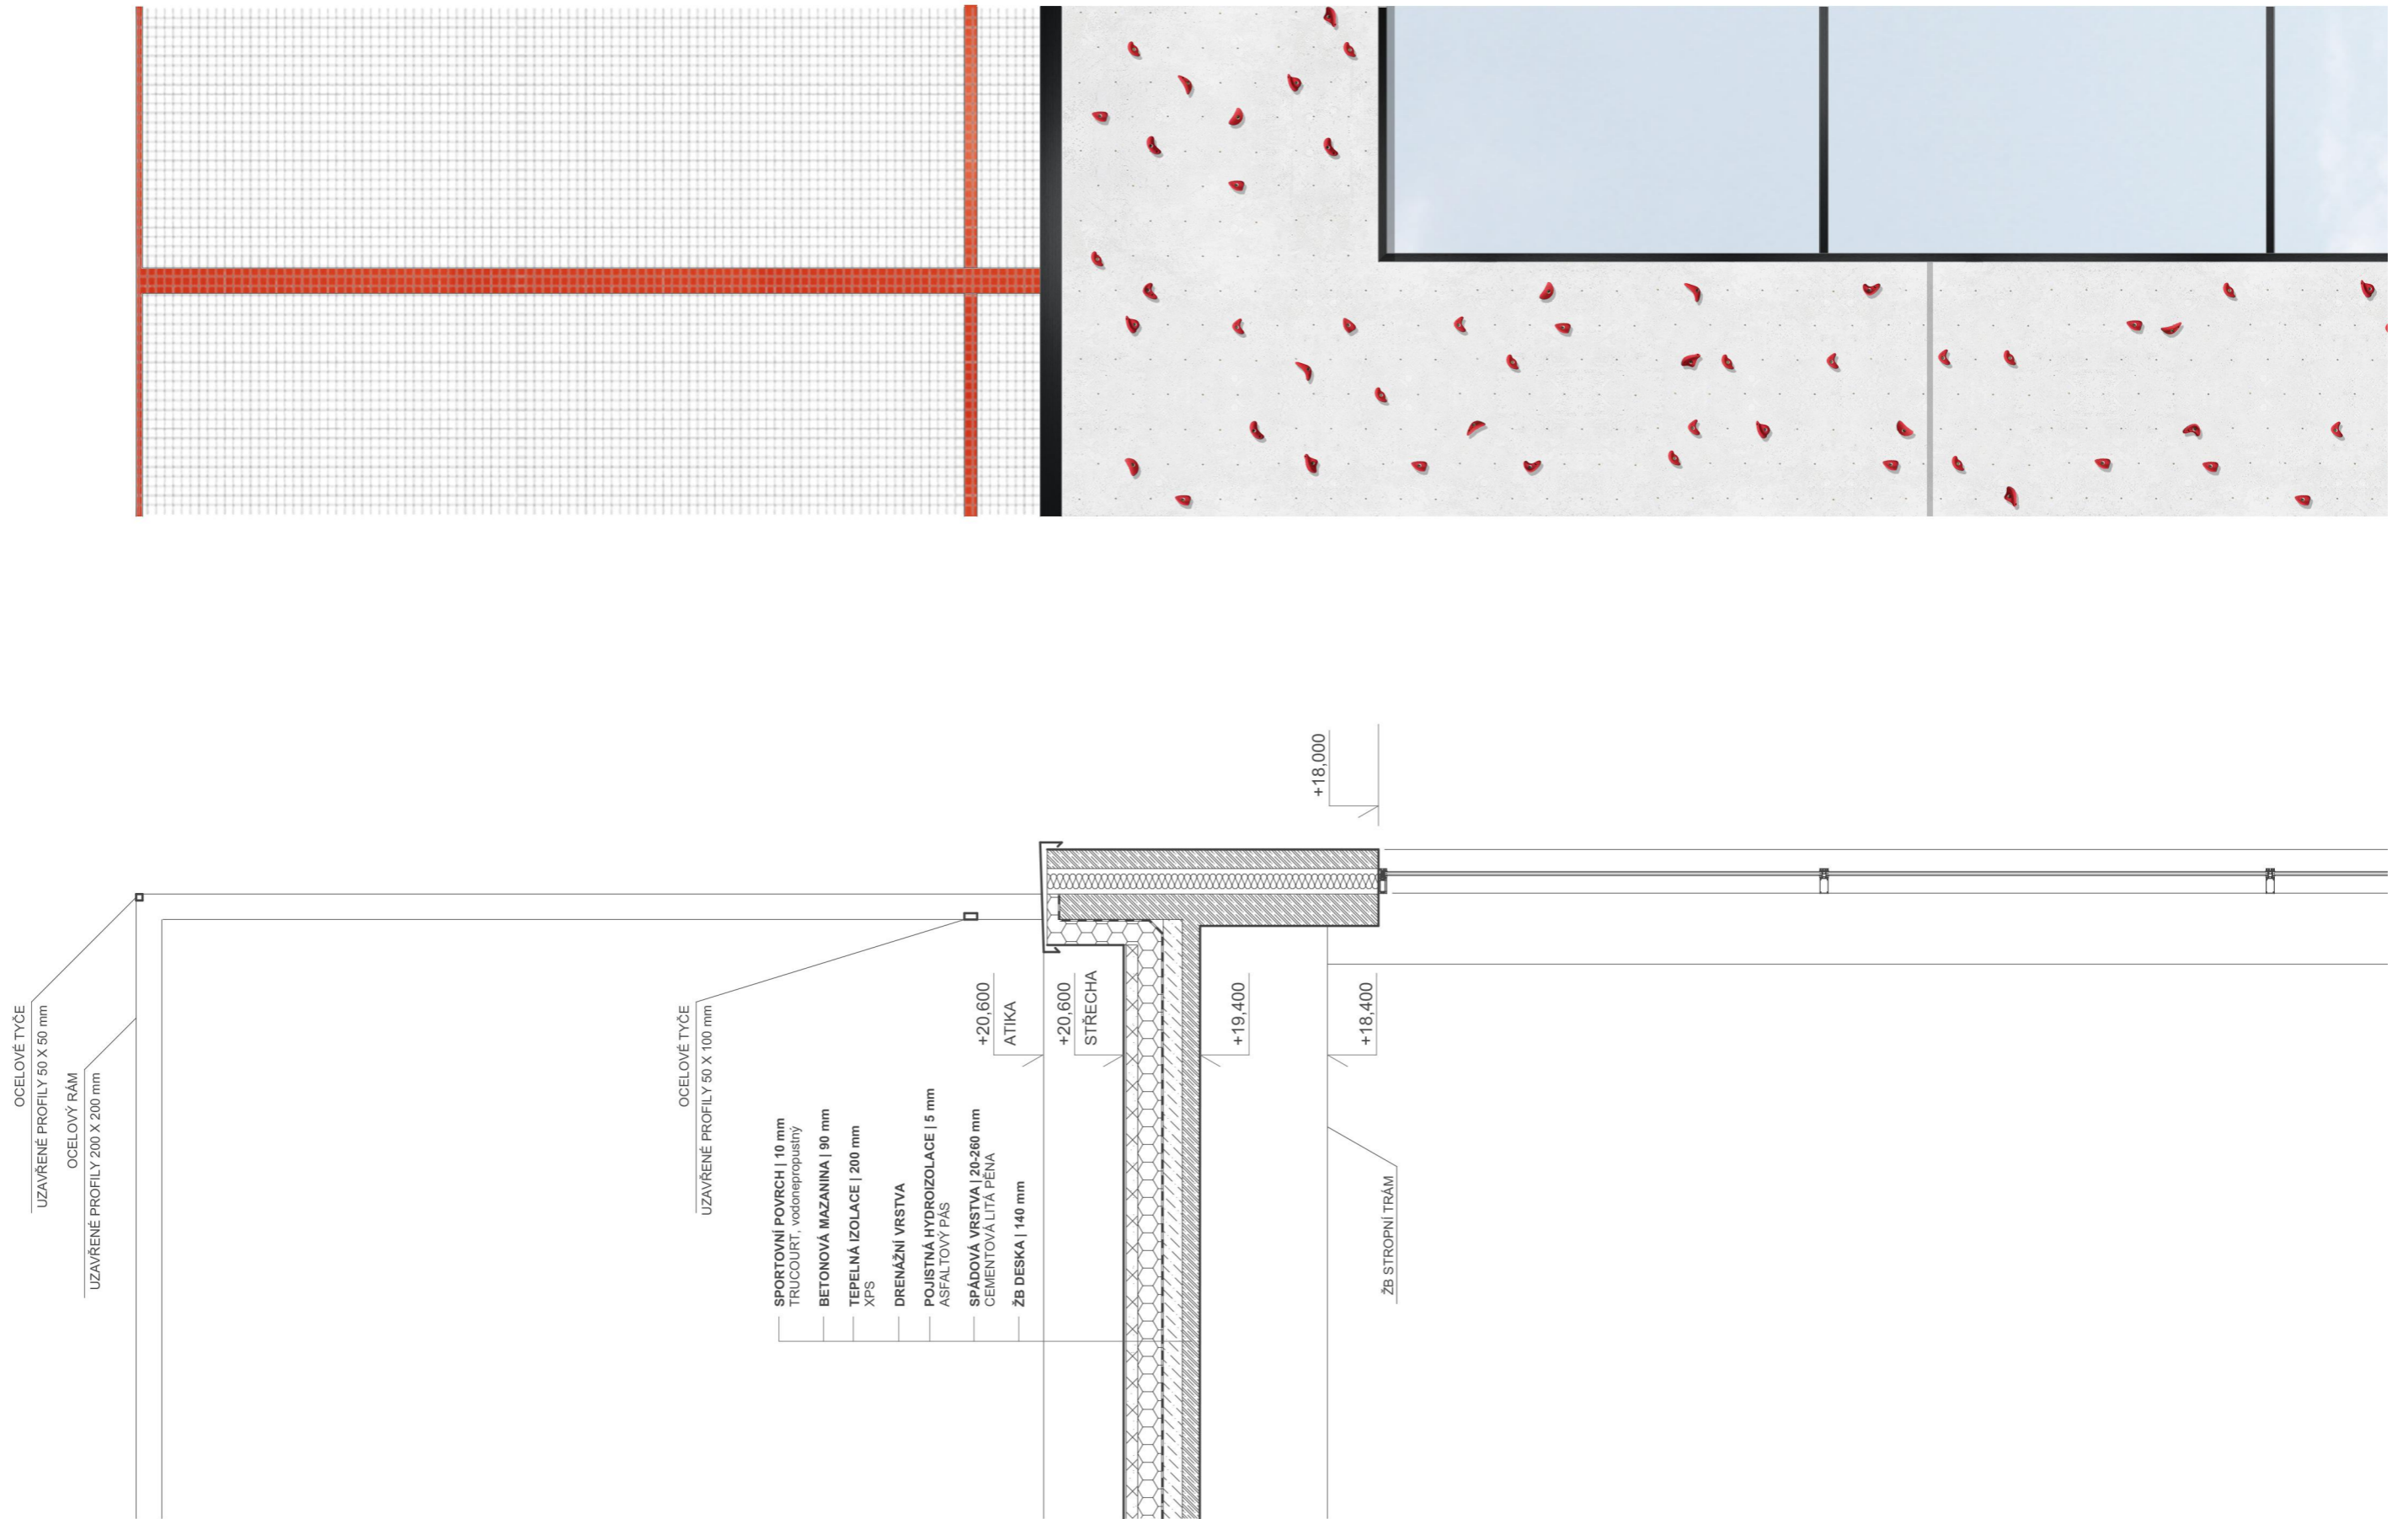 OCELOVÉ TYČE
UZAVŘENÉ PROFILY 50 X 50 mm
OCELOVÝ RÁM
UZAVŘENÉ PROFILY 200 X 200 mm
OCELOVÉ TYČE
UZAVŘENÉ PROFILY 50 X 100 mm
SPORTOVNÍ POVRCH | 10 mm
TRUCOURT, vodonepropustný
BETONOVÁ MAZANINA | 90 mm
TEPELNÁ IZOLACE | 200 mm
XPS
DRENÁŽNÍ VRSTVA
POJISTNÁ HYDROIZOLACE | 5 mm
ASFALTOVÝ PÁS
SPÁDOVÁ VRSTVA | 20-260 mm
CEMENTOVÁ LITÁ PĚNA
ŽB DESKA | 140 mm
+20,600
ATIKA
+20,600
STŘECHA
+19,400
+18,000
+18,400
ŽB STROPNÍ TRÁM